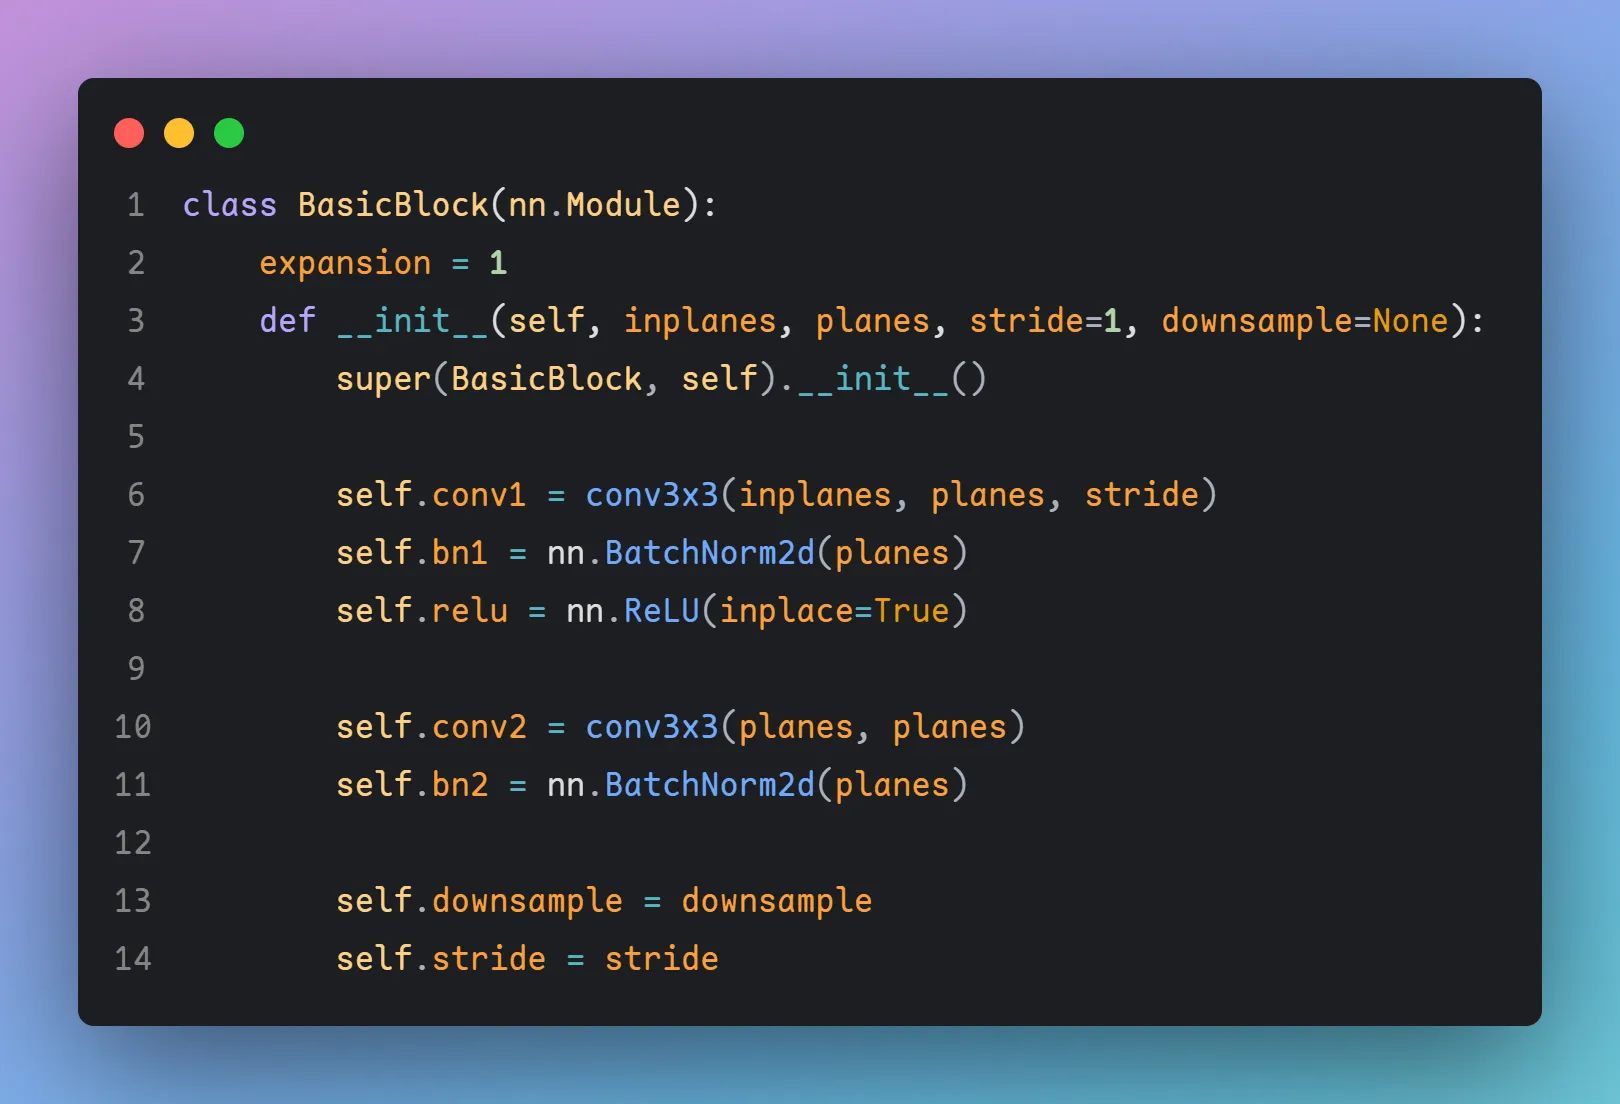 1 class BasicBlock(nn.Module):
2     expansion = 1
3     def __init__(self, inplanes, planes, stride=1, downsample=None):
4         super(BasicBlock, self).__init__()
5
6         self.conv1 = conv3x3(inplanes, planes, stride)
7         self.bn1 = nn.BatchNorm2d(planes)
8         self.relu = nn.ReLU(inplace=True)
9
10         self.conv2 = conv3x3(planes, planes)
11         self.bn2 = nn.BatchNorm2d(planes)
12
13         self.downsample = downsample
14         self.stride = stride